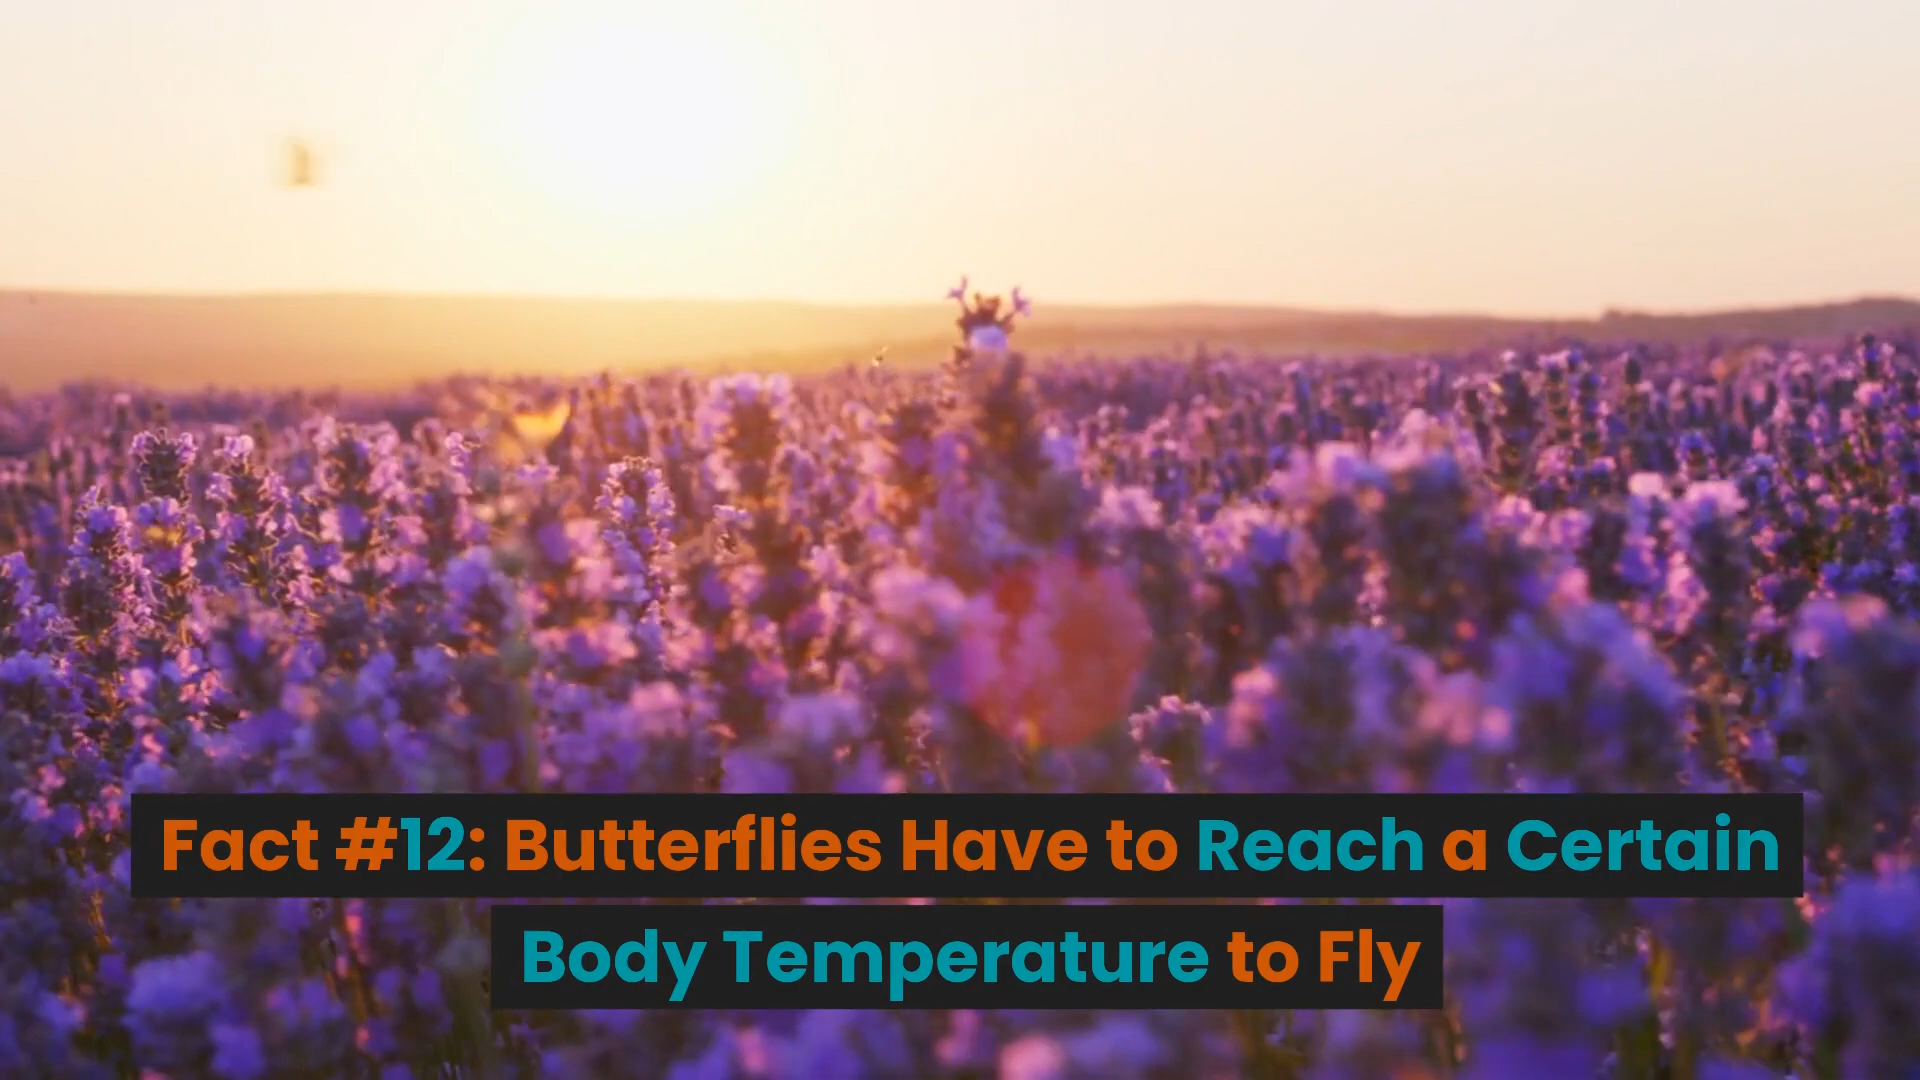 Fact #12: Butterflies Have to Reach a Certain
Body Temperature to Fly